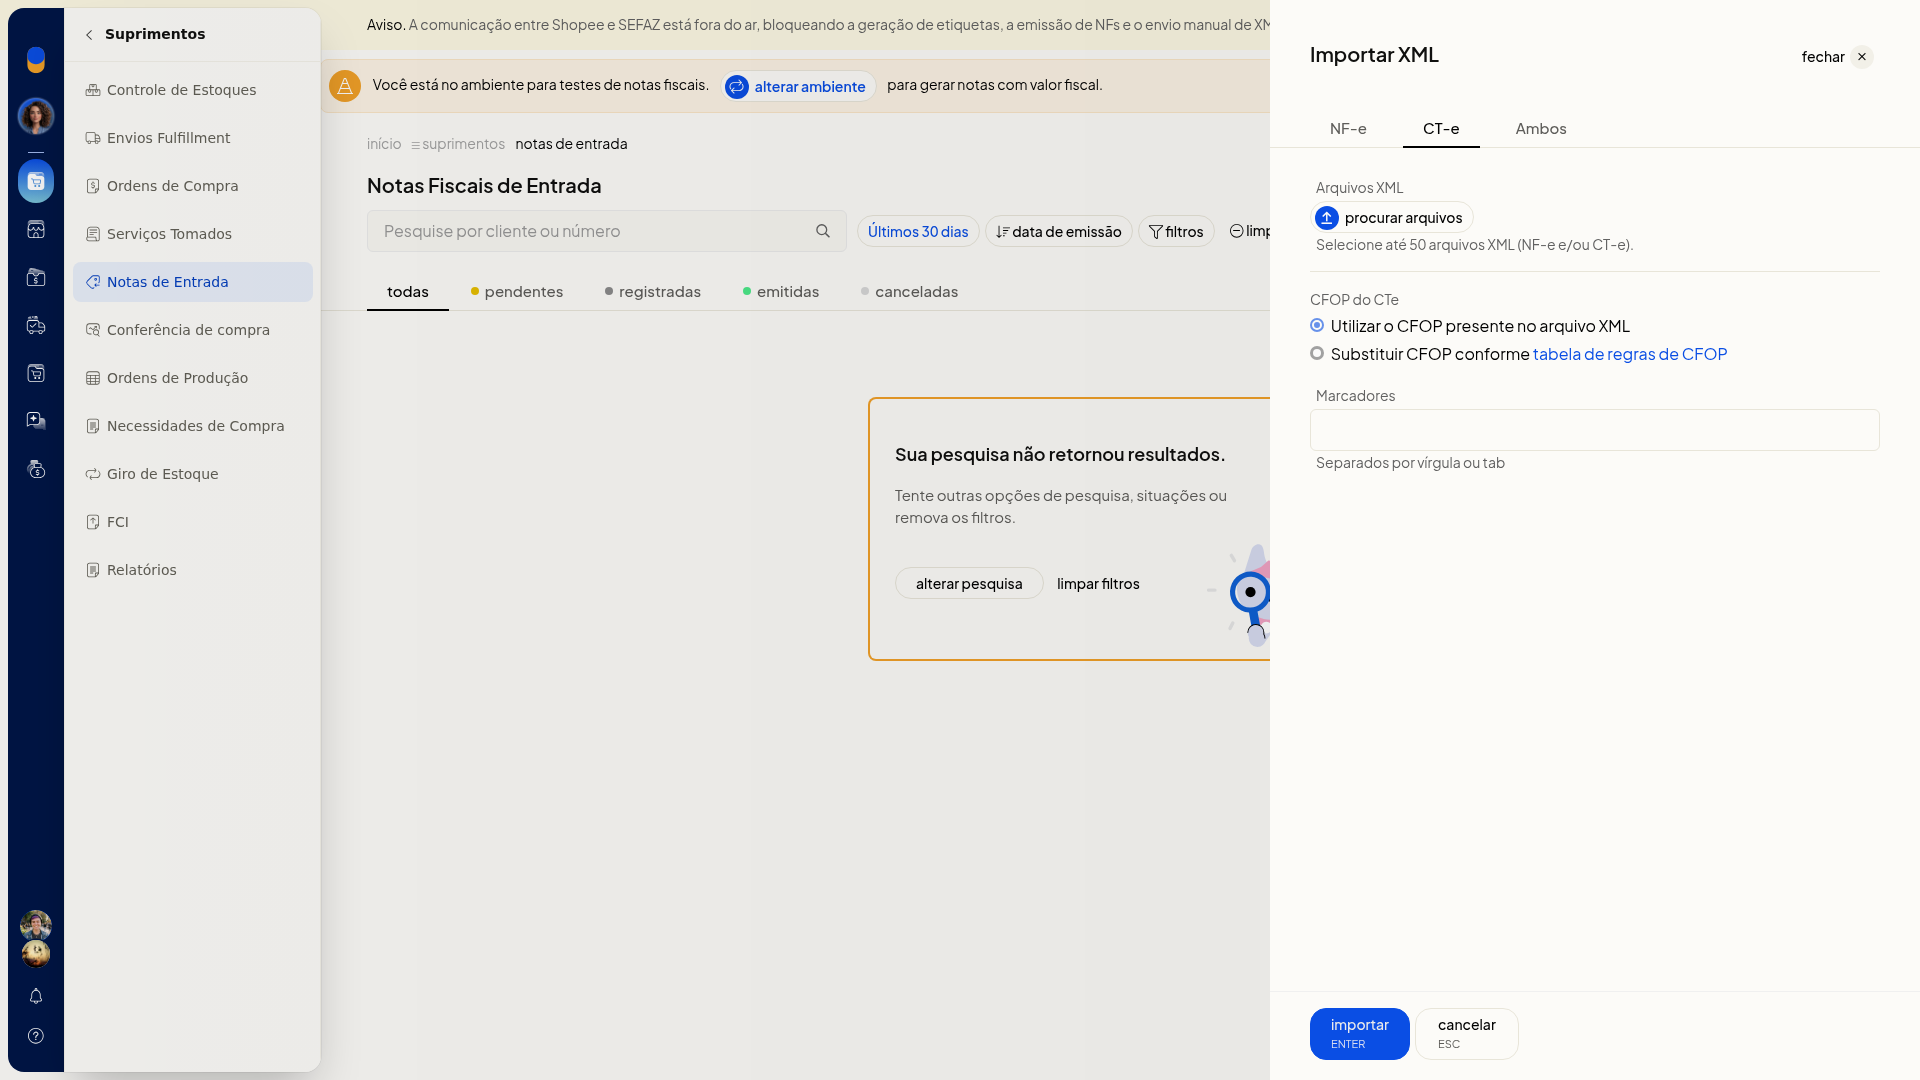 Suprimentos
Controle de Estoques
Envios Fulfillment
Ordens de Compra
Serviços Tomados
Notas de Entrada
Conferência de compra
Ordens de Produção
Necessidades de Compra
Giro de Estoque
FCI
Relatórios
Aviso. A comunicação entre Shopee e SEFAZ está fora do ar, bloqueando a geração de etiquetas, a emissão de NFs e o envio manual de XM
Você está no ambiente para testes de notas fiscais. alterar ambiente para gerar notas com valor fiscal.
início suprimentos notas de entrada
Notas Fiscais de Entrada
Pesquise por cliente ou número Últimos 30 dias data de emissão filtros limp
todas pendentes registradas emitidas canceladas
Sua pesquisa não retornou resultados.
Tente outras opções de pesquisa, situações ou
remova os filtros.
alterar pesquisa limpar filtros
Importar XML fechar
NF-e CT-e Ambos
Arquivos XML
procurar arquivos
Selecione até 50 arquivos XML (NF-e e/ou CT-e).
CFOP do CTe
Utilizar o CFOP presente no arquivo XML
Substituir CFOP conforme tabela de regras de CFOP
Marcadores
Separados por vírgula ou tab
importar cancelar
ENTER ESC